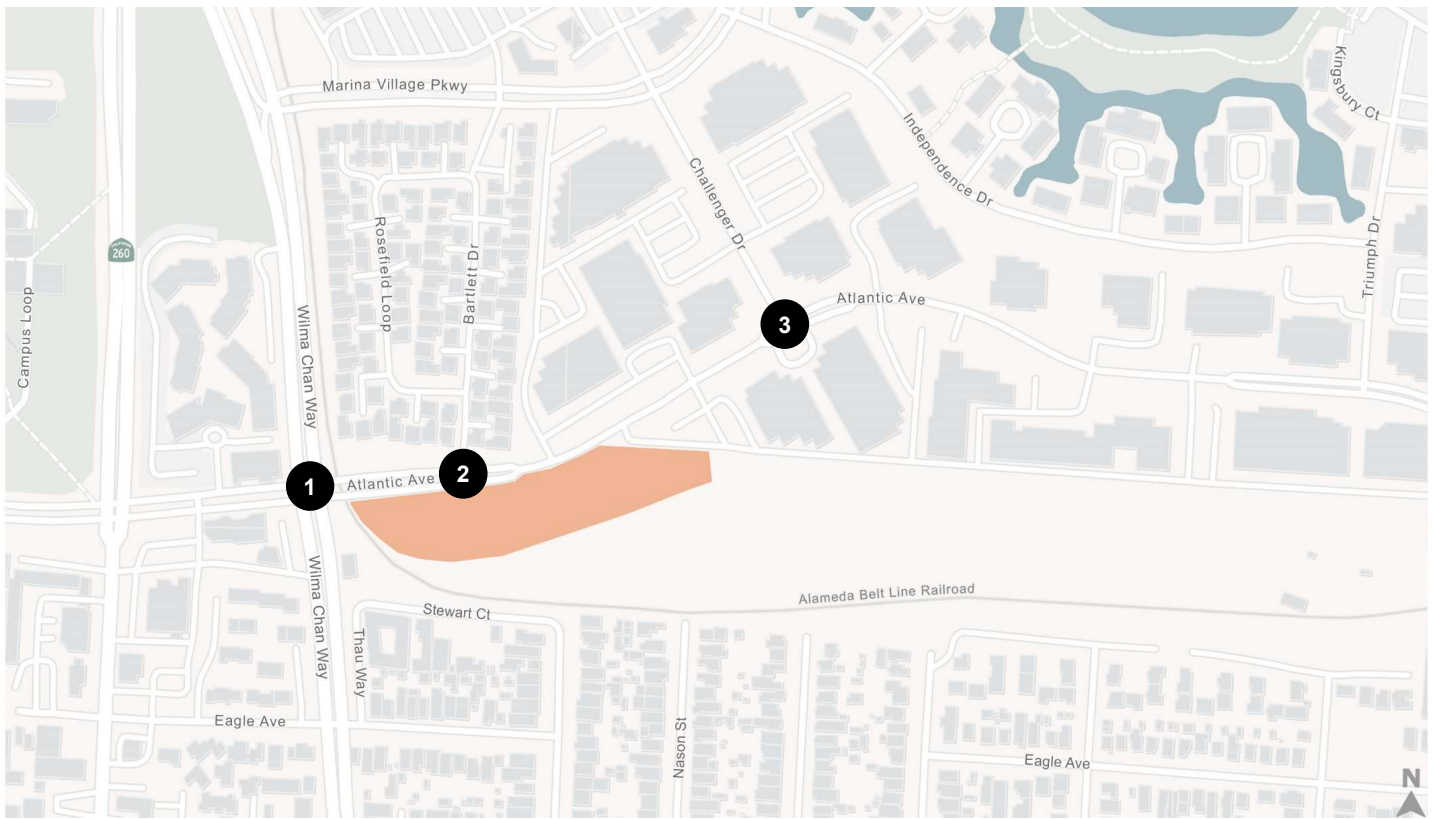 Marina Village Pkwy
Kingsbury Ct
Independence Dr
Challenger Dr
Rosefield Loop
Bartlett Dr
CALIFORNIA
260
Triumph Dr
Campus Loop
Wilma Chan Way
Atlantic Ave
3
1
Atlantic Ave
2
Wilma Chan Way
Alameda Belt Line Railroad
Stewart Ct
Thau Way
Eagle Ave
Nason St
Eagle Ave
N